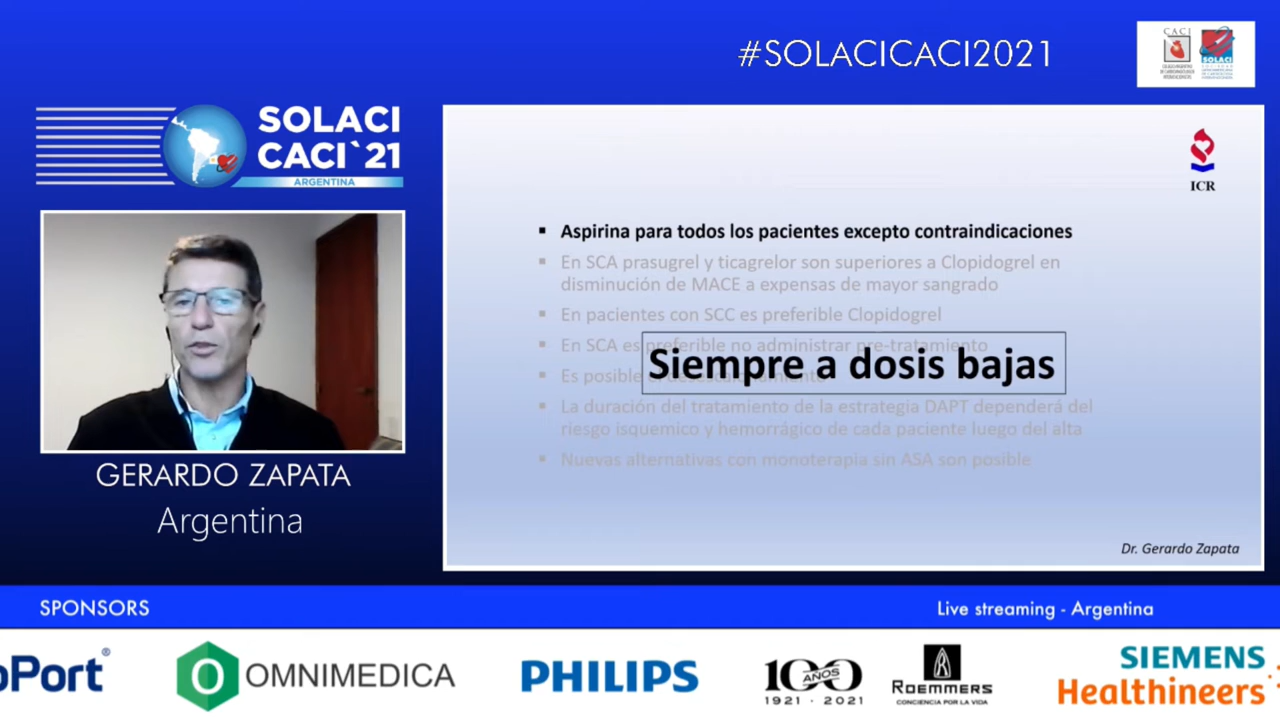 #SOLACICACI2021
CACI
SOLACI
SOLACI
CACI`21
ARGENTINA
ICR
▪ Aspirina para todos los pacientes excepto contraindicaciones
▪ En SCA prasugrel y ticagrelor son superiores a Clopidogrel en
disminución de MACE a expensas de mayor sangrado
▪ En pacientes con SCC es preferible Clopidogrel
▪ En SCA es preferible no administrar pre-tratamiento
Siempre a dosis bajas
▪ Es posible
▪ La duración del tratamiento de la estrategia DAPT dependerá del
riesgo isquemico y hemorrágico de cada paciente luego del alta
▪ Nuevas alternativas con monoterapia sin ASA son posible
Dr. Gerardo Zapata
GERARDO ZAPATA
Argentina
SPONSORS
Live streaming - Argentina
oPort®
OMNIMEDICA
PHILIPS
100 AÑOS
1921 · 2021
ROEMMERS
CONCIENCIA POR LA VIDA
SIEMENS
Healthineers